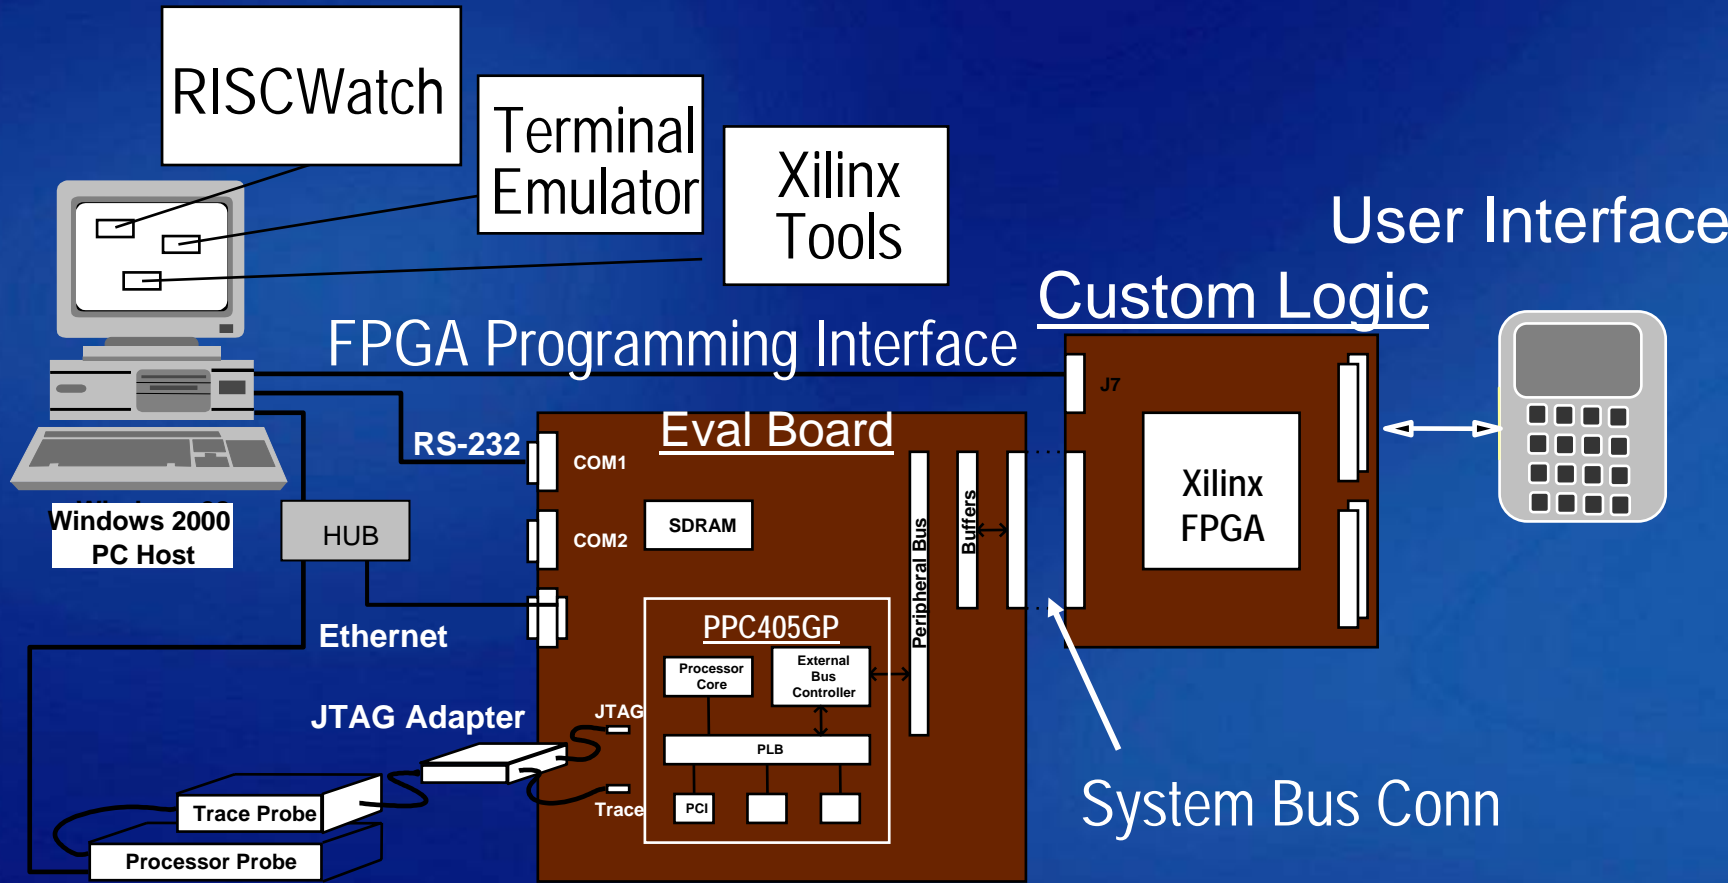 RISCWatch
Terminal
Emulator
Xilinx
Tools
User Interface
Custom Logic
FPGA Programming Interface
J7
Eval Board
RS-232
COM1
Xilinx
FPGA
Windows 2000
PC Host
HUB
SDRAM
COM2
Buffers
Peripheral Bus
Ethernet
PPC405GP
Processor
Core
External
Bus
Controller
JTAG Adapter
JTAG
PLB
System Bus Conn
Trace Probe
Trace
PCI
Processor Probe